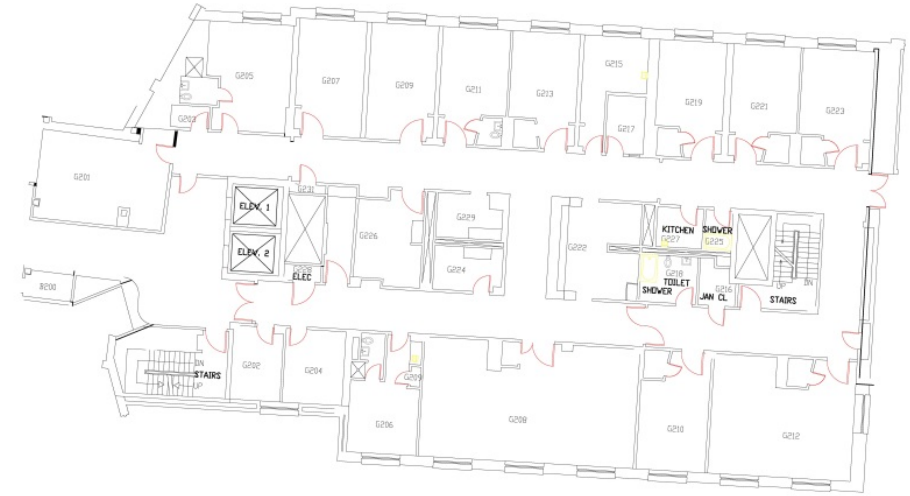 G205
G207
G209
G211
G213
G215
G219
G221
G223
G203
G217
G201
G231
ELEV. 1
ELEV. 2
ELEC
G226
G229
G224
G222
KITCHEN
G227
SHOWER
G225
G218
TOILET
SHOWER
G216
JAN CL
DN
UP
STAIRS
B200
DN
STAIRS
UP
G202
G204
G206
G208
G210
G212